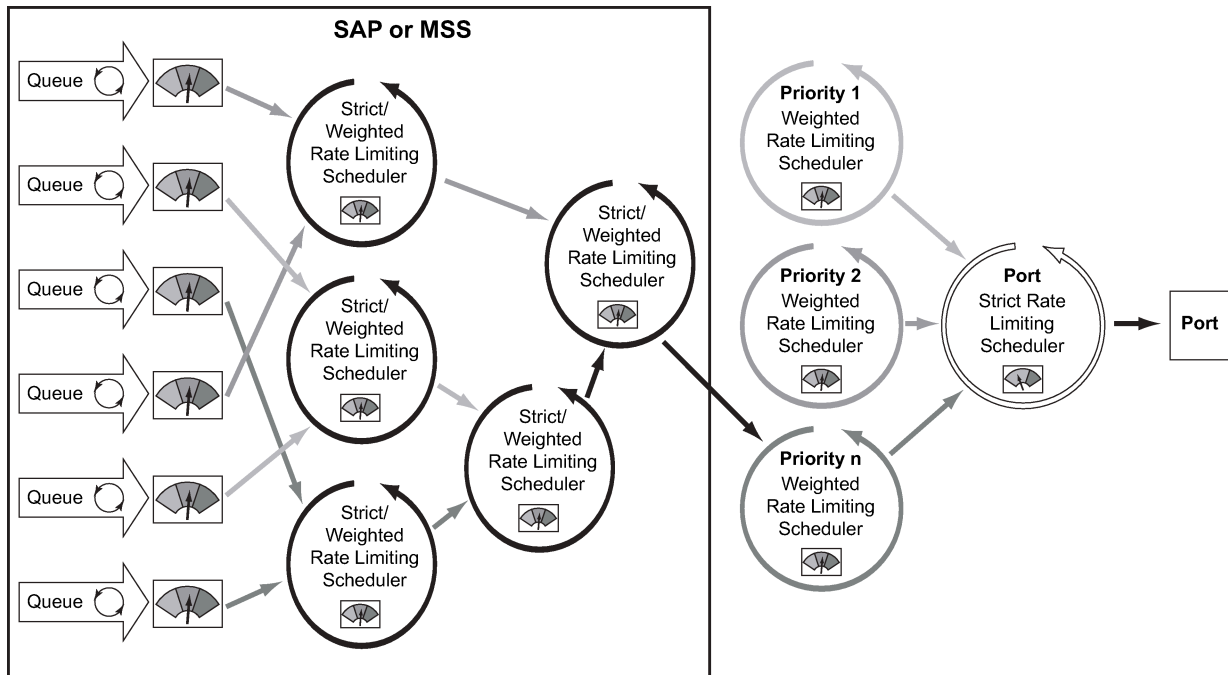 SAP or MSS
Queue
Queue
Queue
Queue
Queue
Queue
Strict/
Weighted
Rate Limiting
Scheduler
Strict/
Weighted
Rate Limiting
Scheduler
Strict/
Weighted
Rate Limiting
Scheduler
Strict/
Weighted
Rate Limiting
Scheduler
Strict/
Weighted
Rate Limiting
Scheduler
Priority 1
Weighted
Rate Limiting
Scheduler
Priority 2
Weighted
Rate Limiting
Scheduler
Priority n
Weighted
Rate Limiting
Scheduler
Port
Strict Rate
Limiting
Scheduler
Port